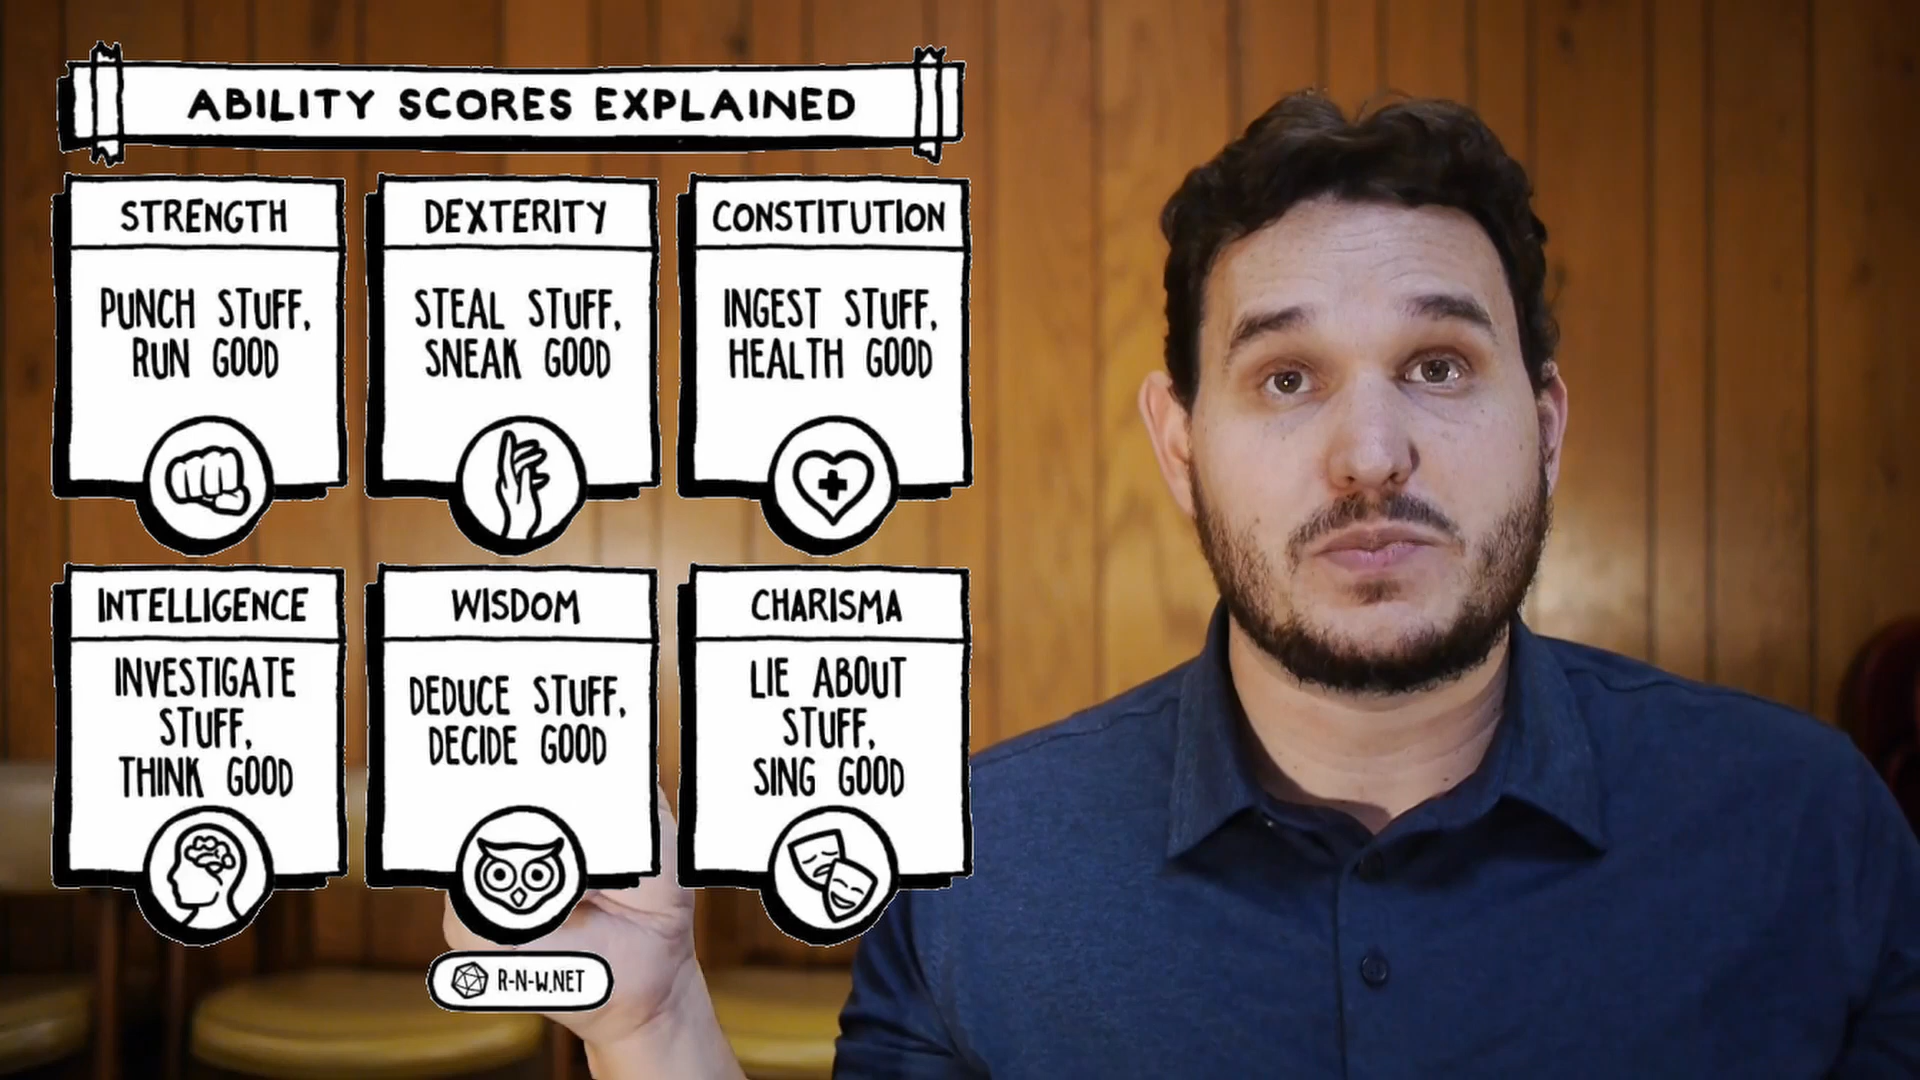 ABILITY SCORES EXPLAINED
STRENGTH
PUNCH STUFF,
RUN GOOD
DEXTERITY
STEAL STUFF,
SNEAK GOOD
CONSTITUTION
INGEST STUFF,
HEALTH GOOD
INTELLIGENCE
INVESTIGATE
STUFF,
THINK GOOD
WISDOM
DEDUCE STUFF,
DECIDE GOOD
CHARISMA
LIE ABOUT
STUFF,
SING GOOD
R-N-W.NET